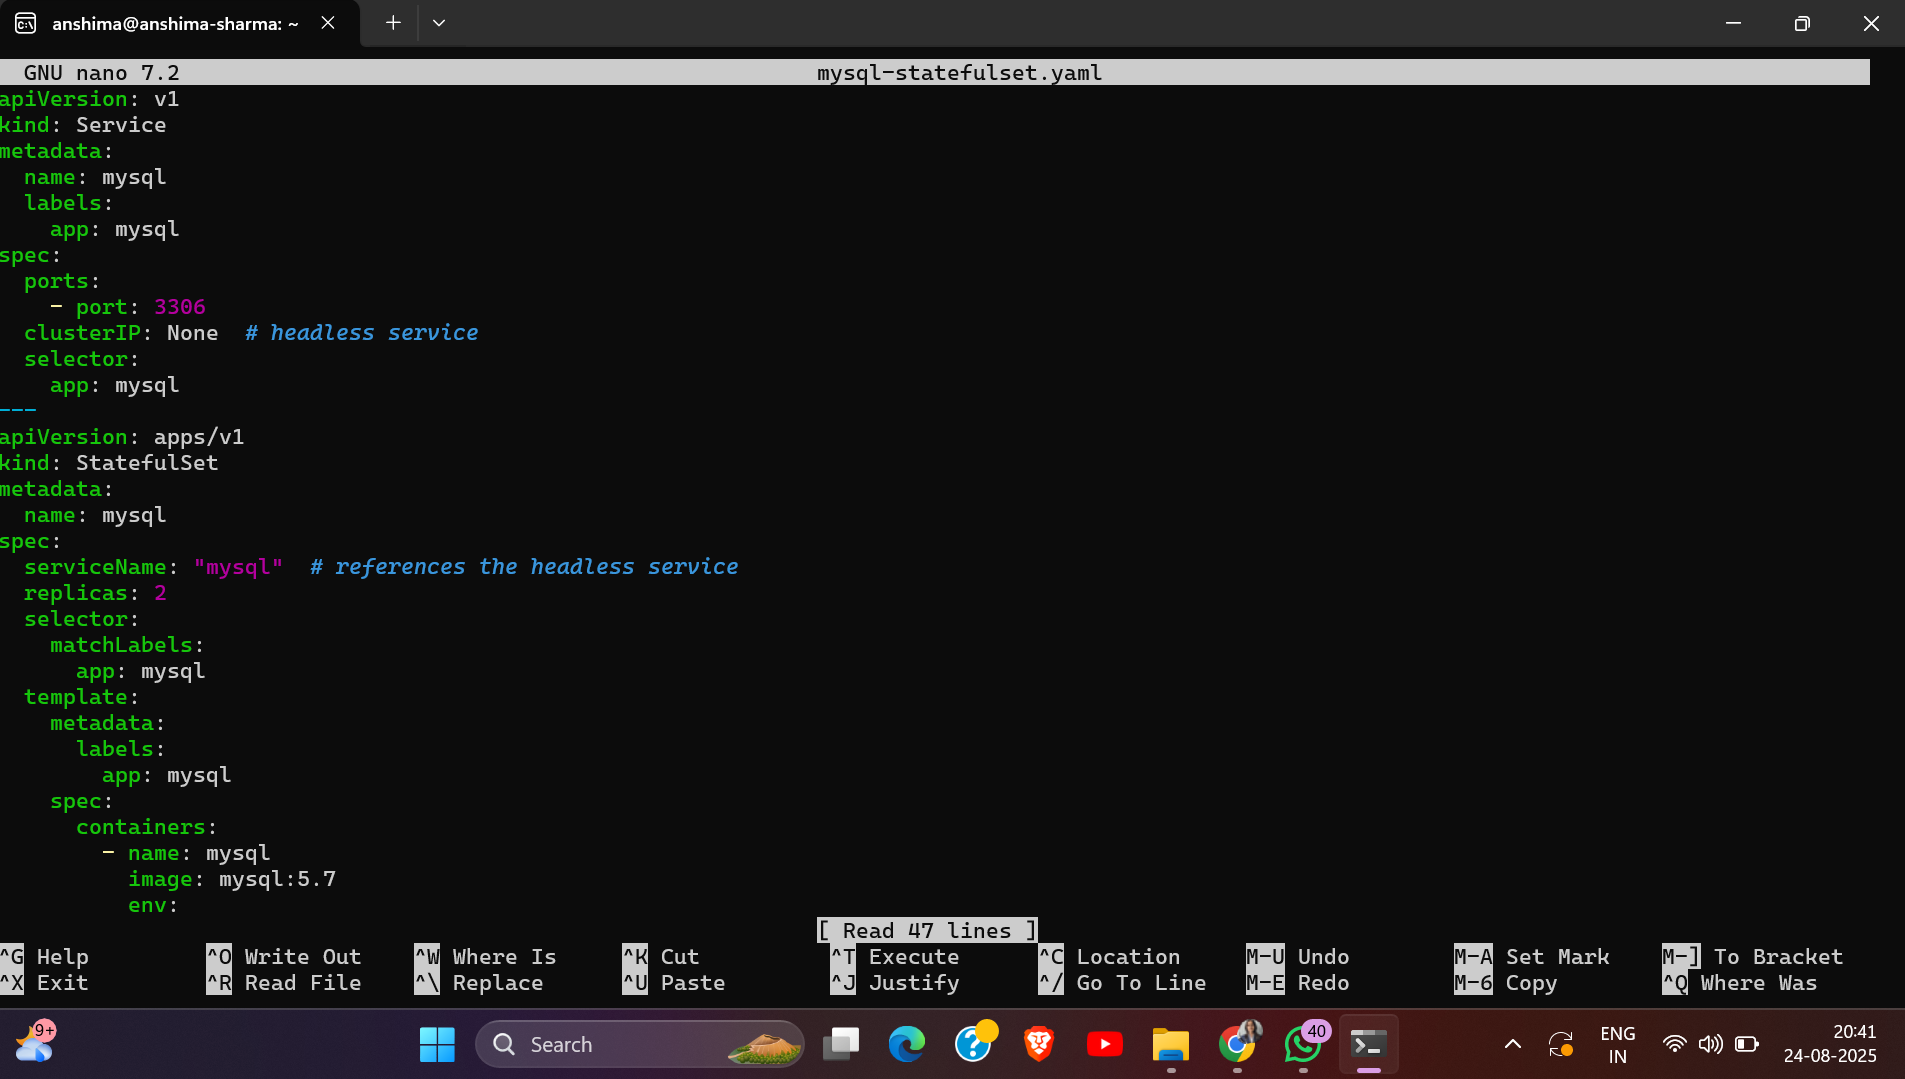 anshima@anshima-sharma: ~
GNU nano 7.2 mysql-statefulset.yaml
apiVersion: v1
kind: Service
metadata:
  name: mysql
  labels:
    app: mysql
spec:
  ports:
    - port: 3306
  clusterIP: None  # headless service
  selector:
    app: mysql
---
apiVersion: apps/v1
kind: StatefulSet
metadata:
  name: mysql
spec:
  serviceName: "mysql"  # references the headless service
  replicas: 2
  selector:
    matchLabels:
      app: mysql
  template:
    metadata:
      labels:
        app: mysql
    spec:
      containers:
        - name: mysql
          image: mysql:5.7
          env:
[ Read 47 lines ]
^G Help ^O Write Out ^W Where Is ^K Cut ^T Execute ^C Location M-U Undo M-A Set Mark M-] To Bracket
^X Exit ^R Read File ^\ Replace ^U Paste ^J Justify ^/ Go To Line M-E Redo M-6 Copy ^Q Where Was
9+ Search 40 ENG IN 20:41
24-08-2025